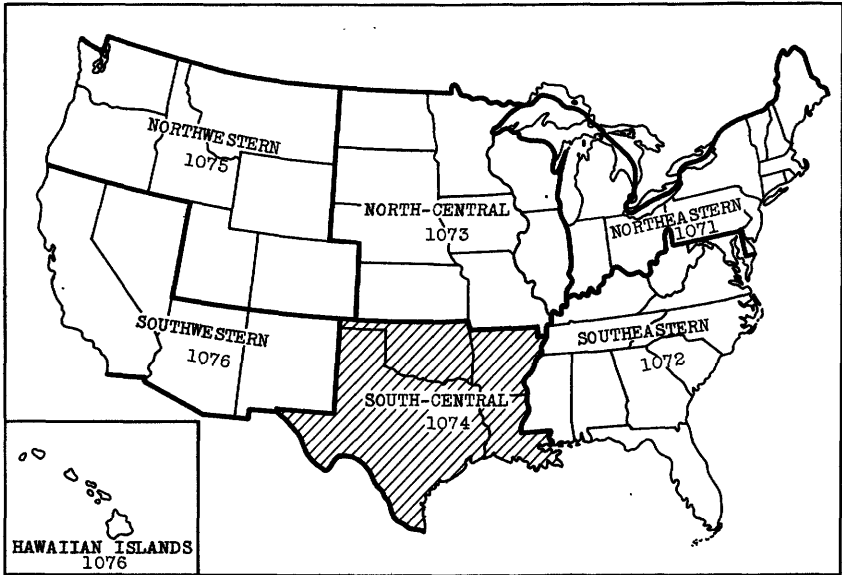 NORTHWESTERN
1075
NORTH-CENTRAL
1073
NORTHEASTERN
1071
SOUTHWESTERN
1076
SOUTHEASTERN
1072
SOUTH-CENTRAL
1074
HAWAIIAN ISLANDS
1076